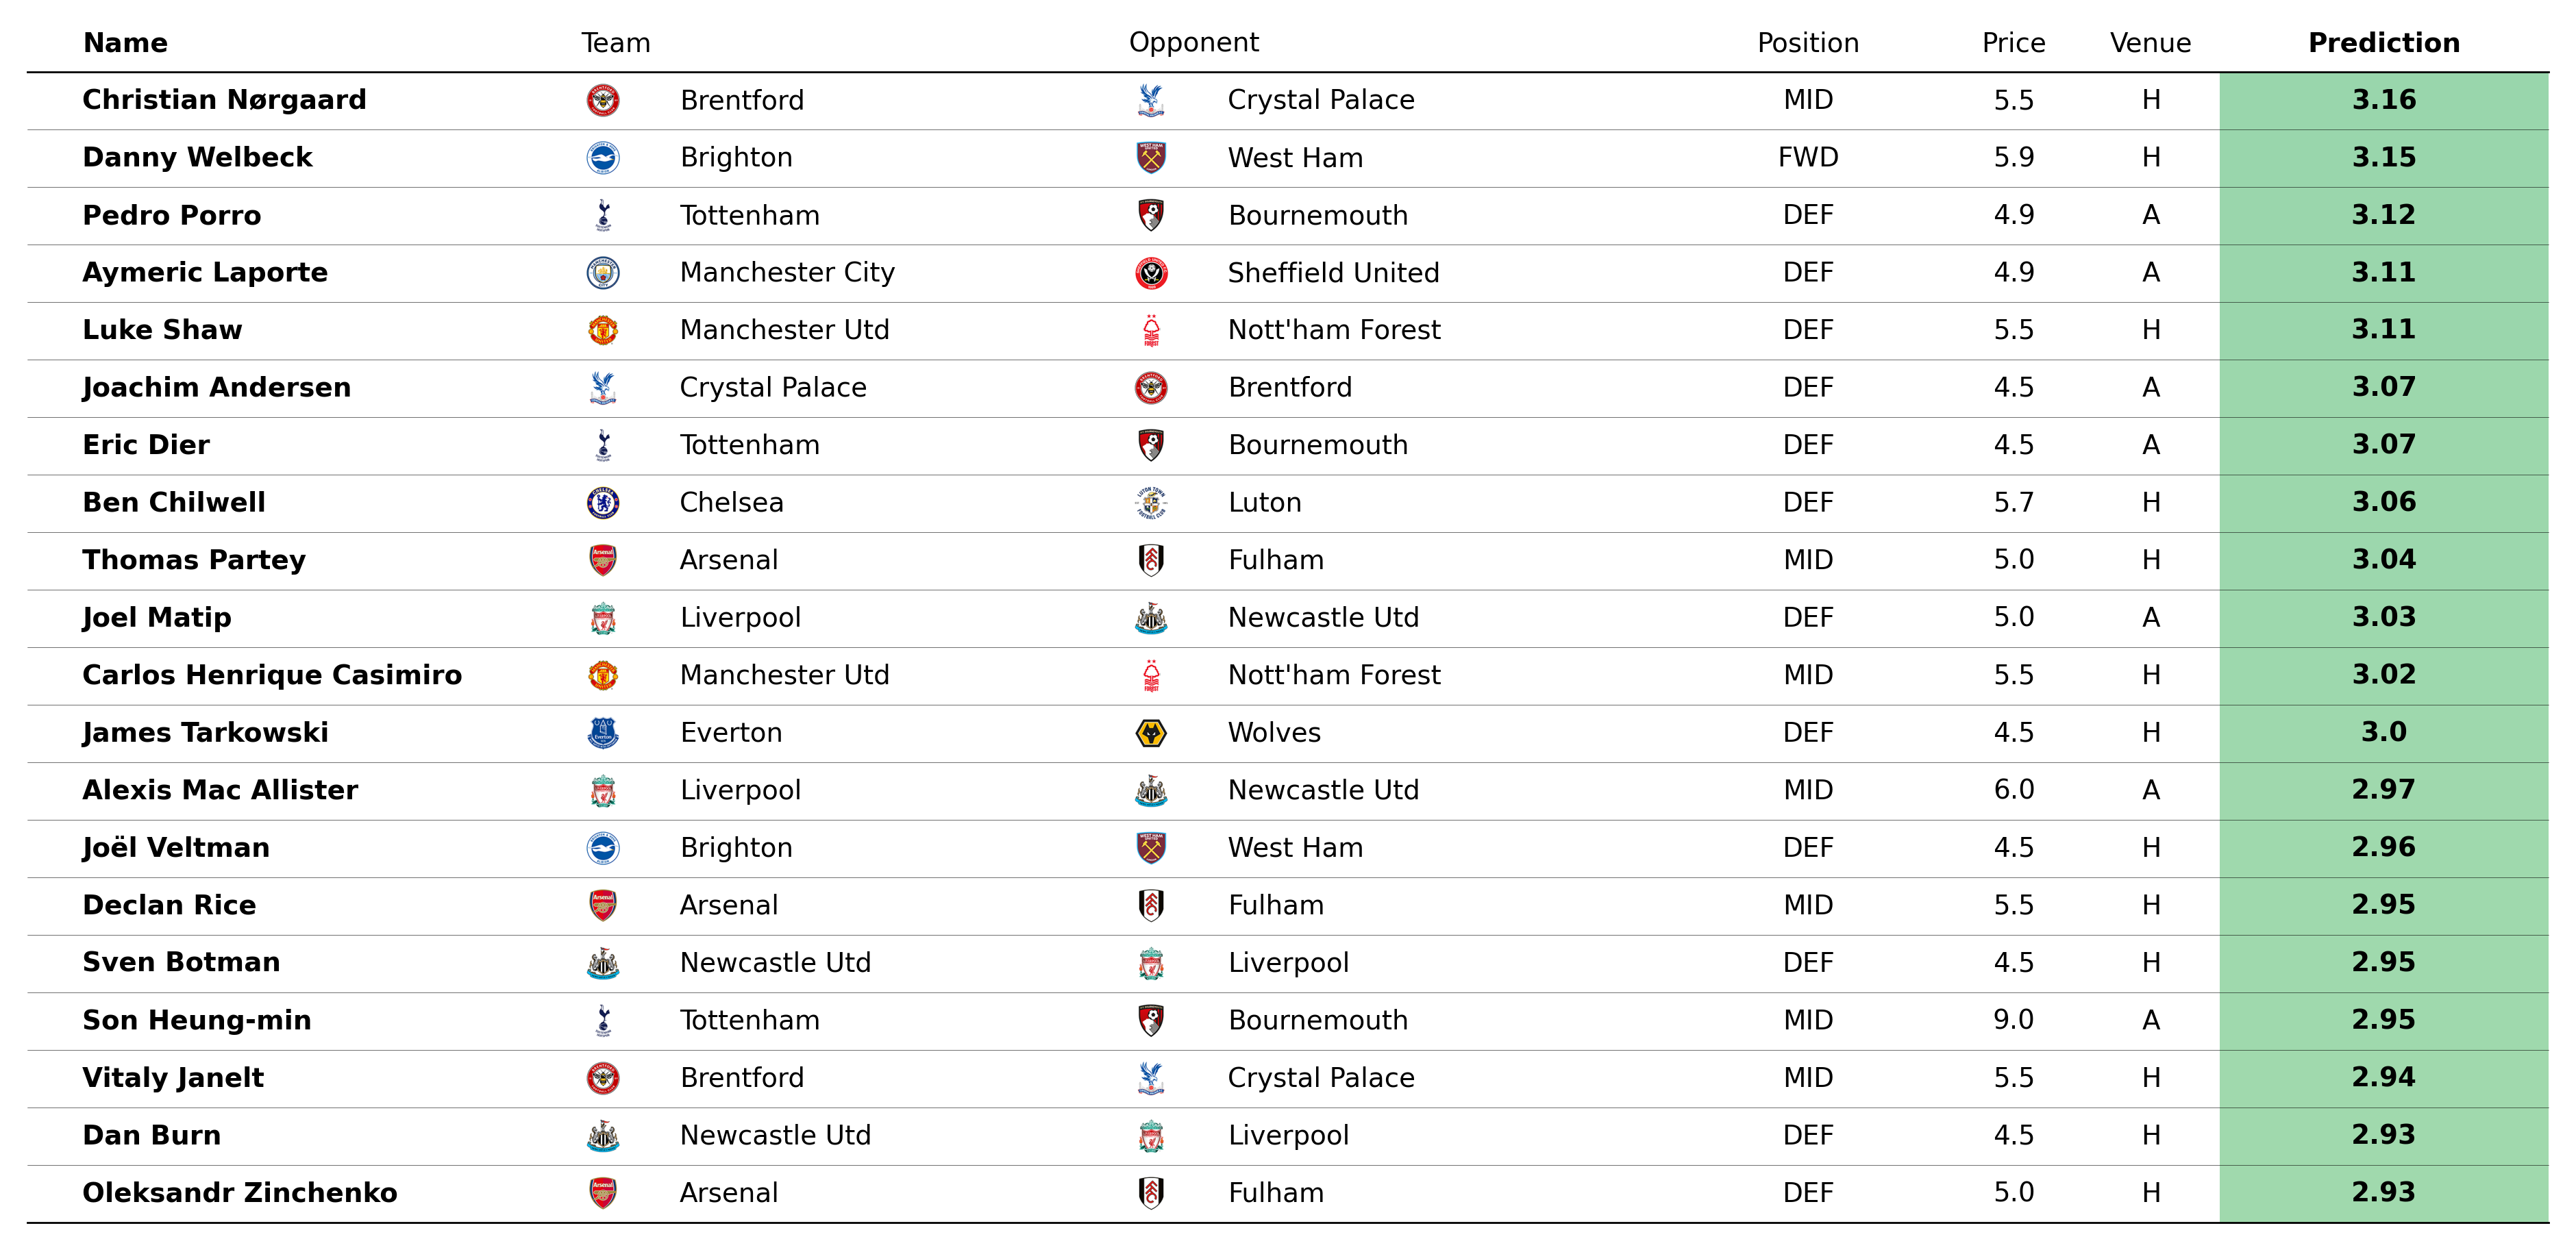 Name Team Opponent Position Price Venue Prediction
Christian Nørgaard Brentford Crystal Palace MID 5.5 H 3.16
Danny Welbeck Brighton West Ham FWD 5.9 H 3.15
Pedro Porro Tottenham Bournemouth DEF 4.9 A 3.12
Aymeric Laporte Manchester City Sheffield United DEF 4.9 A 3.11
Luke Shaw Manchester Utd Nott'ham Forest DEF 5.5 H 3.11
Joachim Andersen Crystal Palace Brentford DEF 4.5 A 3.07
Eric Dier Tottenham Bournemouth DEF 4.5 A 3.07
Ben Chilwell Chelsea Luton DEF 5.7 H 3.06
Thomas Partey Arsenal Fulham MID 5.0 H 3.04
Joel Matip Liverpool Newcastle Utd DEF 5.0 A 3.03
Carlos Henrique Casimiro Manchester Utd Nott'ham Forest MID 5.5 H 3.02
James Tarkowski Everton Wolves DEF 4.5 H 3.0
Alexis Mac Allister Liverpool Newcastle Utd MID 6.0 A 2.97
Joël Veltman Brighton West Ham DEF 4.5 H 2.96
Declan Rice Arsenal Fulham MID 5.5 H 2.95
Sven Botman Newcastle Utd Liverpool DEF 4.5 H 2.95
Son Heung-min Tottenham Bournemouth MID 9.0 A 2.95
Vitaly Janelt Brentford Crystal Palace MID 5.5 H 2.94
Dan Burn Newcastle Utd Liverpool DEF 4.5 H 2.93
Oleksandr Zinchenko Arsenal Fulham DEF 5.0 H 2.93